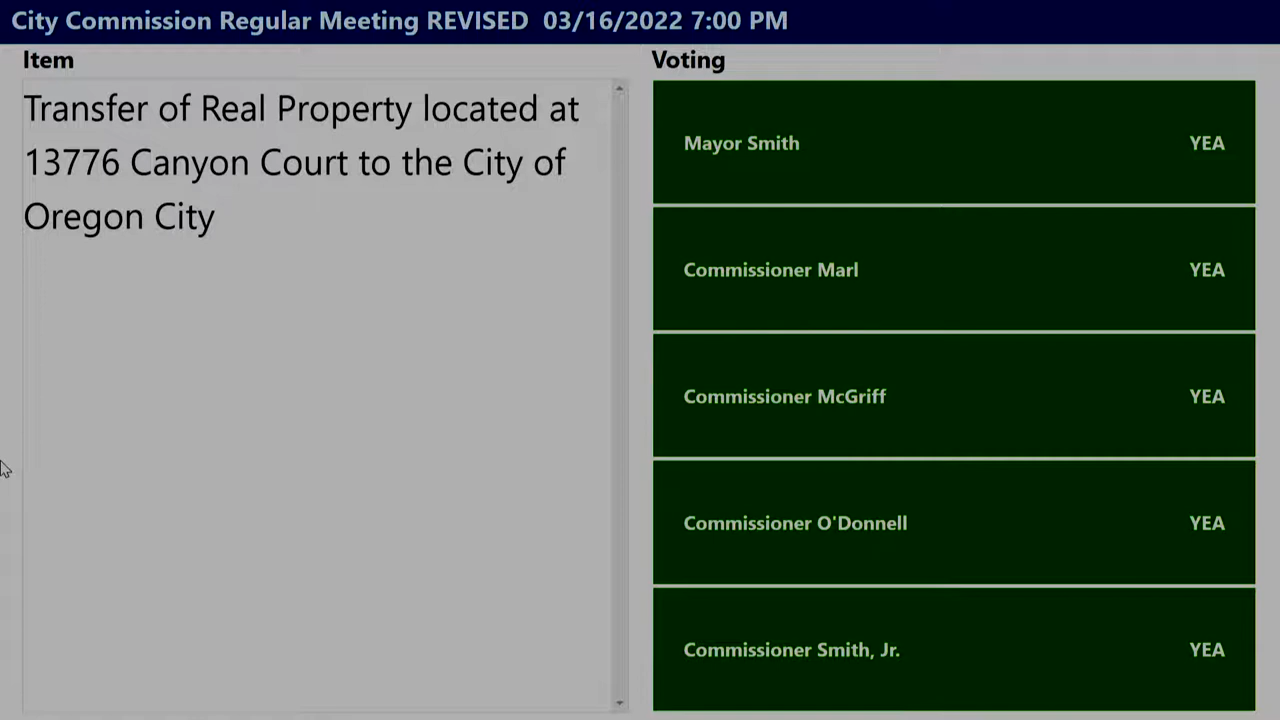 City Commission Regular Meeting REVISED 03/16/2022 7:00 PM
Item
Transfer of Real Property located at
13776 Canyon Court to the City of
Oregon City
Voting
Mayor Smith YEA
Commissioner Marl YEA
Commissioner McGriff YEA
Commissioner O'Donnell YEA
Commissioner Smith, Jr. YEA